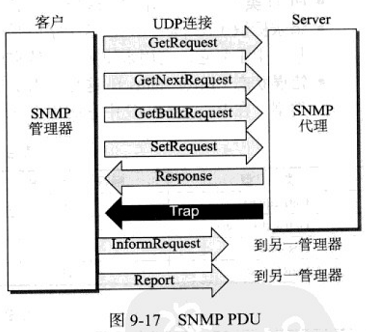 客户 UDP连接 Server
GetRequest
GetNextRequest
GetBulkRequest
SNMP
管理器
SNMP
代理
SetRequest
Response
Trap
InformRequest 到另一管理器
Report 到另一管理器
图 9-17 SNMP PDU